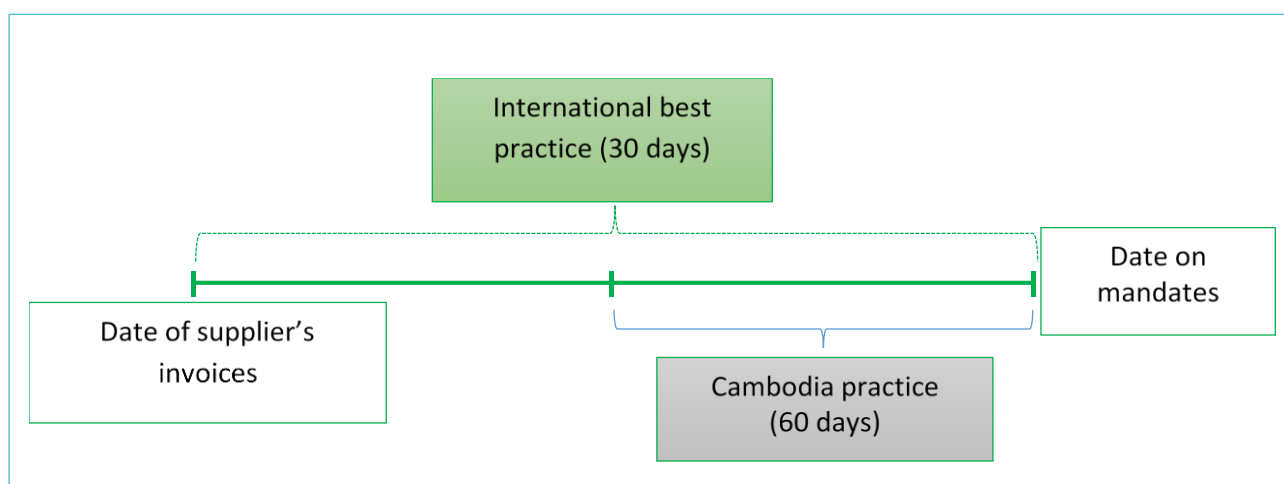 International best
practice (30 days)
Date on
mandates
Date of supplier’s
invoices
Cambodia practice
(60 days)